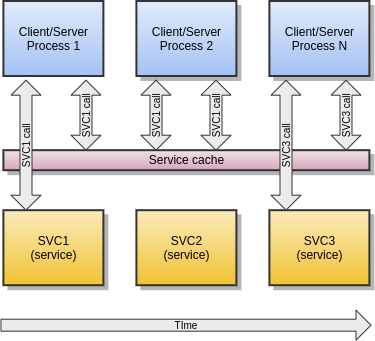 Client/Server
Process 1
Client/Server
Process 2
Client/Server
Process N
SVC1 call
SVC1 call
SVC1 call
SVC1 call
SVC3 call
SVC3 call
Service cache
SVC1
(service)
SVC2
(service)
SVC3
(service)
TIme